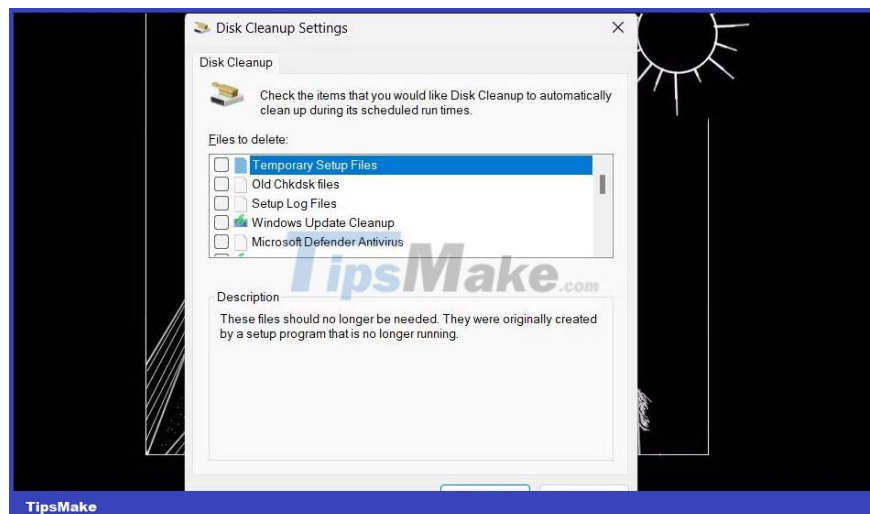 Disk Cleanup Settings
Disk Cleanup
Check the items that you would like Disk Cleanup to automatically
clean up during its scheduled run times.
Files to delete:
Temporary Setup Files
Old Chkdsk files
Setup Log Files
Windows Update Cleanup
Microsoft Defender Antivirus
TipsMake.com
Description
These files should no longer be needed. They were originally created
by a setup program that is no longer running.
TipsMake